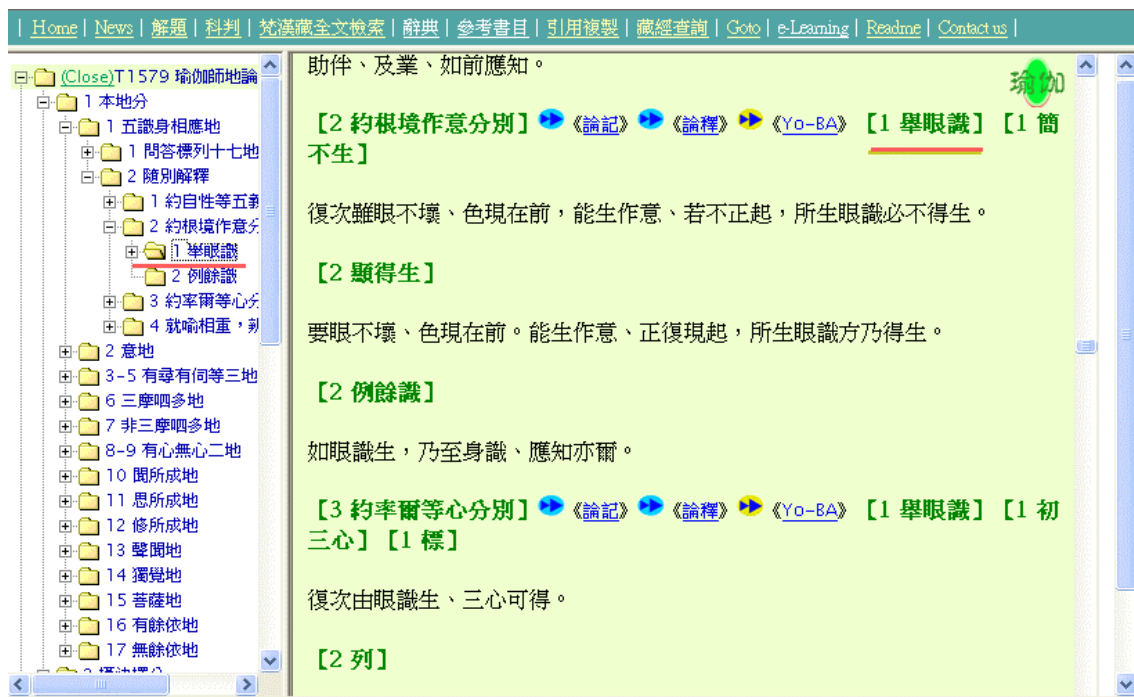 | Home | News | 解題 | 科判 | 梵漢藏全文檢索 | 辭典 | 參考書目 | 引用複製 | 藏經查詢 | Goto | e-Learning | Readme | Contact us |
(Close)T1579 瑜伽師地論
1 本地分
1 五識身相應地
1 問答標列十七地
2 隨別解釋
1 約自性等五義
2 約根境作意分
1 舉眼識
2 例餘識
3 約率爾等心分
4 就喻相重，
2 意地
3-5 有尋有伺等三地
6 三摩呬多地
7 非三摩呬多地
8-9 有心無心二地
10 聞所成地
11 思所成地
12 修所成地
13 聲聞地
14 獨覺地
15 菩薩地
16 有餘依地
17 無餘依地
瑜伽
助伴、及業、如前應知。
【2 約根境作意分別】《論記》《論釋》《Yo-BA》【1 舉眼識】【1 簡
不生】
復次雖眼不壞、色現在前，能生作意、若不正起，所生眼識必不得生。
【2 顯得生】
要眼不壞、色現在前。能生作意、正復現起，所生眼識方乃得生。
【2 例餘識】
如眼識生，乃至身識、應知亦爾。
【3 約率爾等心分別】《論記》《論釋》《Yo-BA》【1 舉眼識】【1 初
三心】【1 標】
復次由眼識生、三心可得。
【2 列】